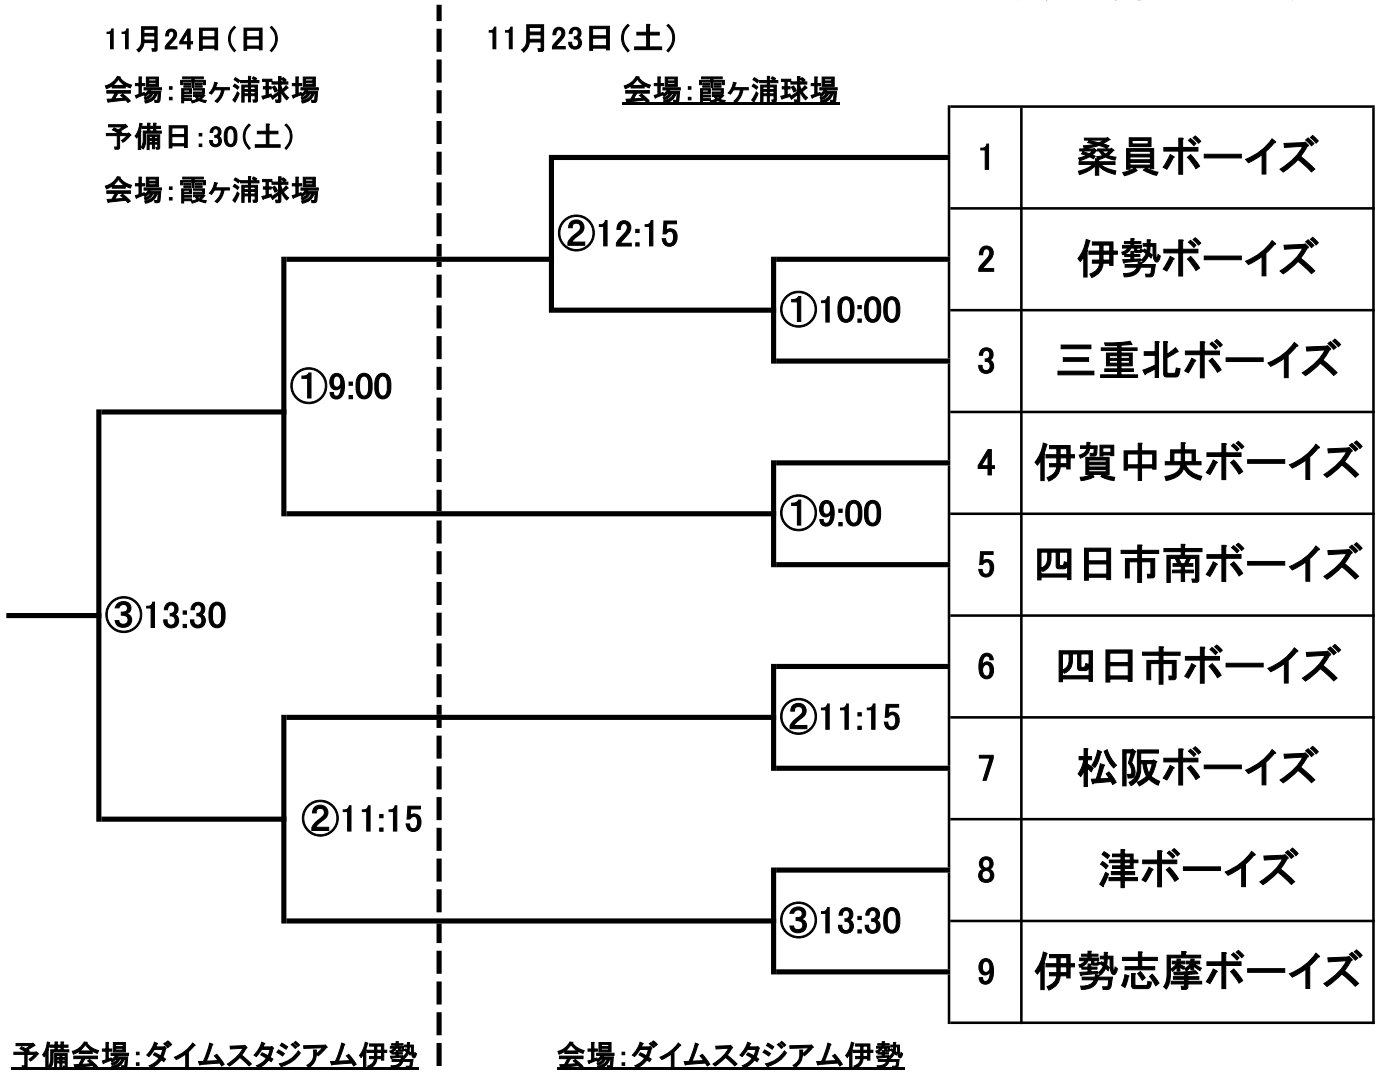 11月24日（日）
会場：霞ヶ浦球場
予備日：30（土）
会場：霞ヶ浦球場
11月23日（土）
会場：霞ヶ浦球場
1 桑員ボーイズ
②12:15
2 伊勢ボーイズ
①10:00
3 三重北ボーイズ
①9:00
4 伊賀中央ボーイズ
①9:00
5 四日市南ボーイズ
③13:30
6 四日市ボーイズ
②11:15
7 松阪ボーイズ
②11:15
8 津ボーイズ
③13:30
9 伊勢志摩ボーイズ
予備会場：ダイムスタジアム伊勢
会場：ダイムスタジアム伊勢